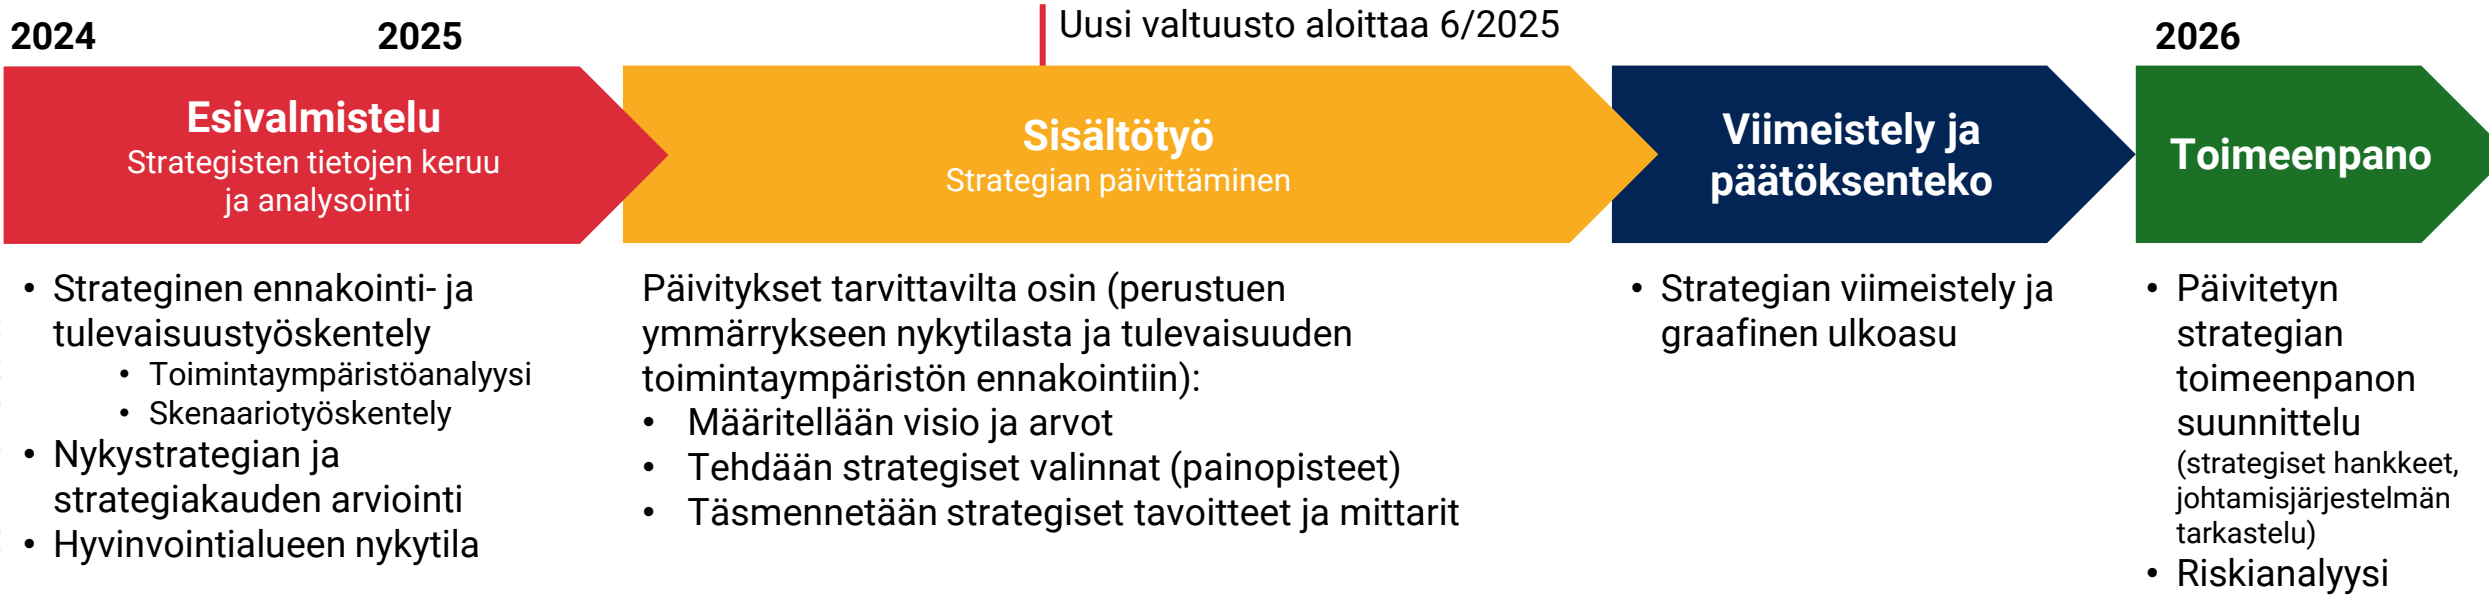 2024
2025
Uusi valtuusto aloittaa 6/2025
2026
Esivalmistelu
Strategisten tietojen keruu
ja analysointi
Sisältötyö
Strategian päivittäminen
Viimeistely ja
päätöksenteko
Toimeenpano
• Strateginen ennakointi- ja
tulevaisuustyöskentely
• Toimintaympäristöanalyysi
• Skenaariotyöskentely
• Nykystrategian ja
strategiakauden arviointi
• Hyvinvointialueen nykytila
Päivitykset tarvittavilta osin (perustuen
ymmärrykseen nykytilasta ja tulevaisuuden
toimintaympäristön ennakointiin):
• Määritellään visio ja arvot
• Tehdään strategiset valinnat (painopisteet)
• Täsmennetään strategiset tavoitteet ja mittarit
• Strategian viimeistely ja
graafinen ulkoasu
• Päivitetyn
strategian
toimeenpanon
suunnittelu
(strategiset hankkeet,
johtamisjärjestelmän
tarkastelu)
• Riskianalyysi